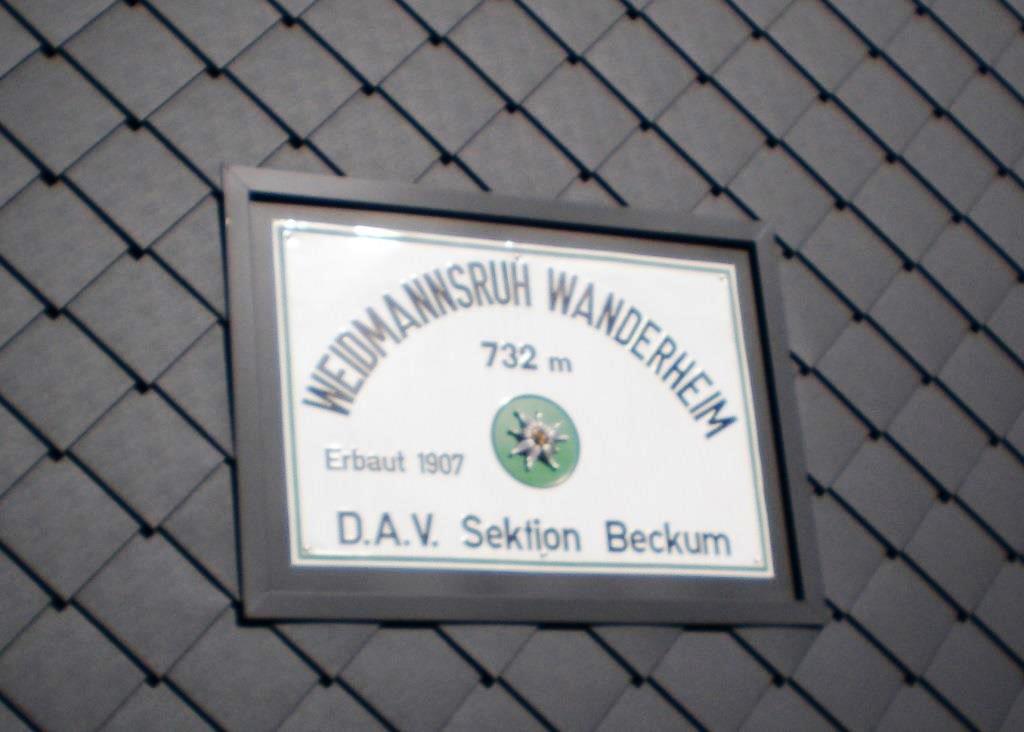 WEIDMANNSRUH WANDERHEIM
732 m
Erbaut 1907
D.A.V. Sektion Beckum